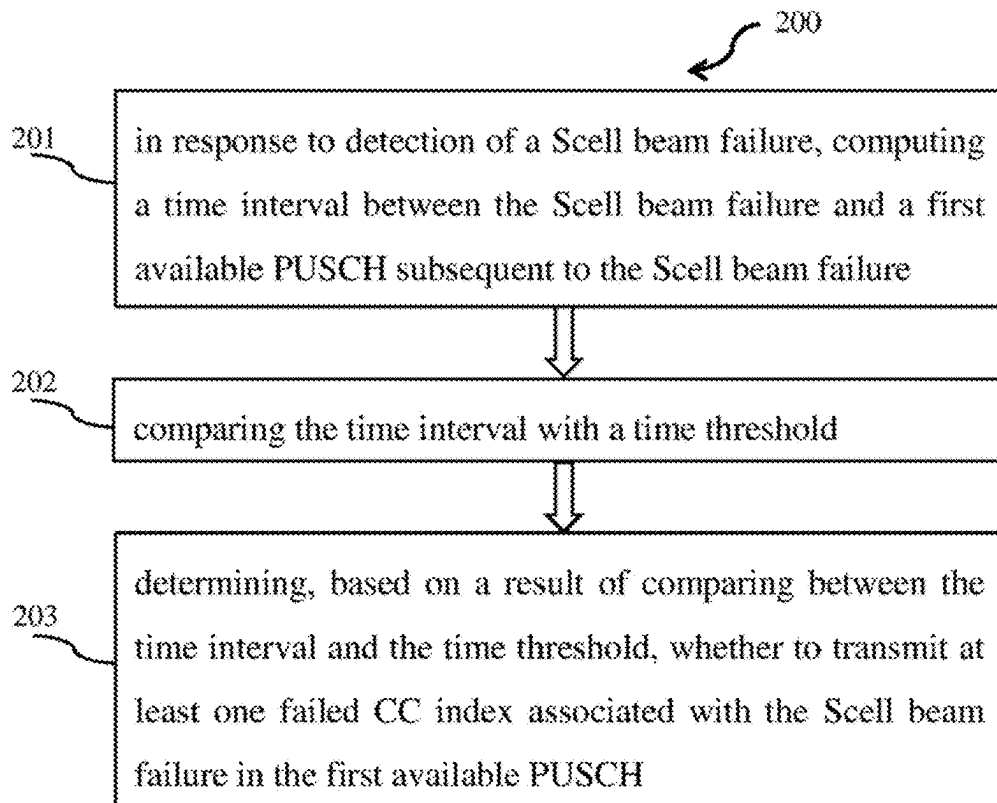 200
201
in response to detection of a Scell beam failure, computing
a time interval between the Scell beam failure and a first
available PUSCH subsequent to the Scell beam failure
202
comparing the time interval with a time threshold
203
determining, based on a result of comparing between the
time interval and the time threshold, whether to transmit at
least one failed CC index associated with the Scell beam
failure in the first available PUSCH